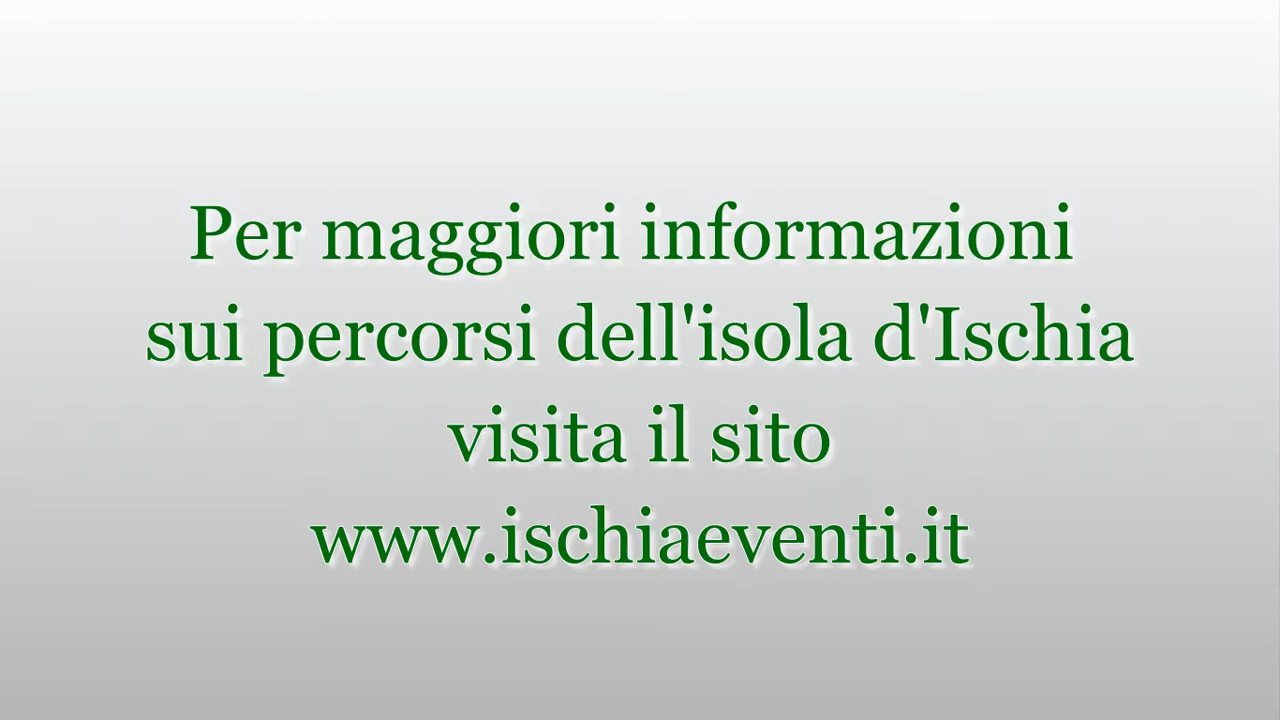 Per maggiori informazioni
sui percorsi dell'isola d'Ischia
visita il sito
www.ischiaeventi.it